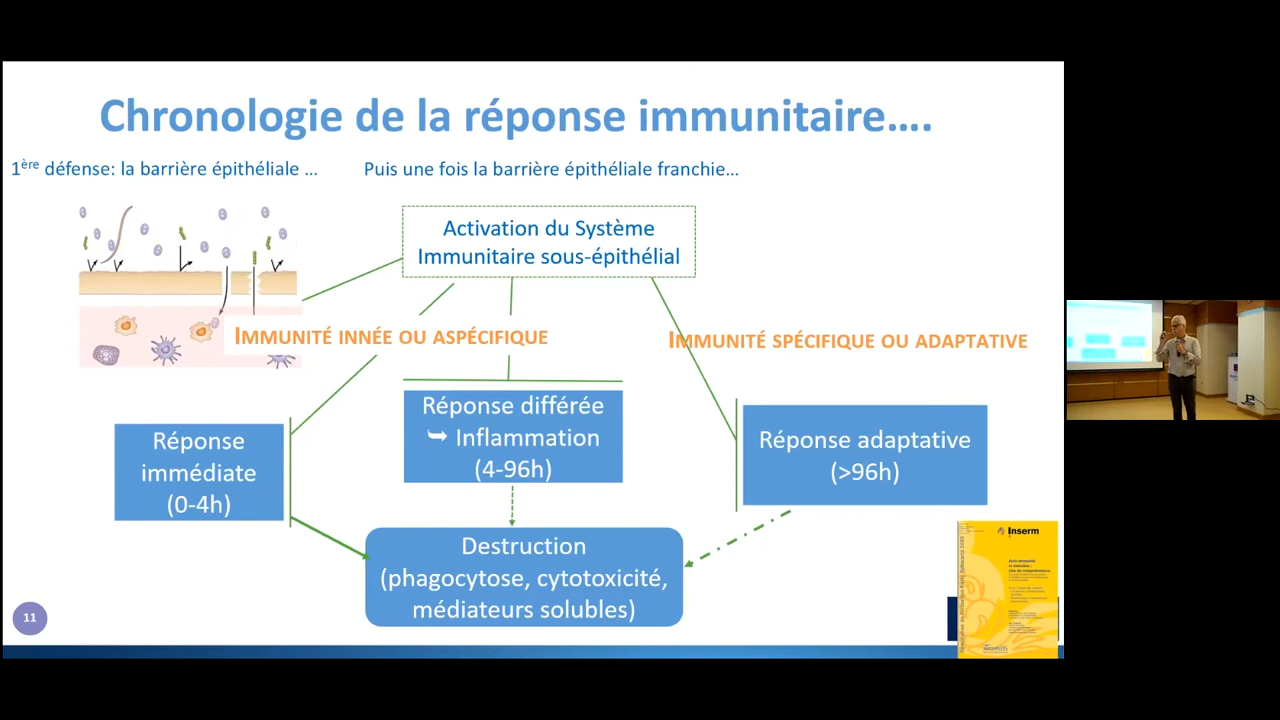 Chronologie de la réponse immunitaire….
1ère défense: la barrière épithéliale …
Puis une fois la barrière épithéliale franchie…
Activation du Système
Immunitaire sous-épithélial
IMMUNITÉ INNÉE OU ASPÉCIFIQUE
IMMUNITÉ SPÉCIFIQUE OU ADAPTATIVE
Réponse
immédiate
(0-4h)
Réponse différée
⮩ Inflammation
(4-96h)
Réponse adaptative
(>96h)
Destruction
(phagocytose, cytotoxicité,
médiateurs solubles)
11
Inserm